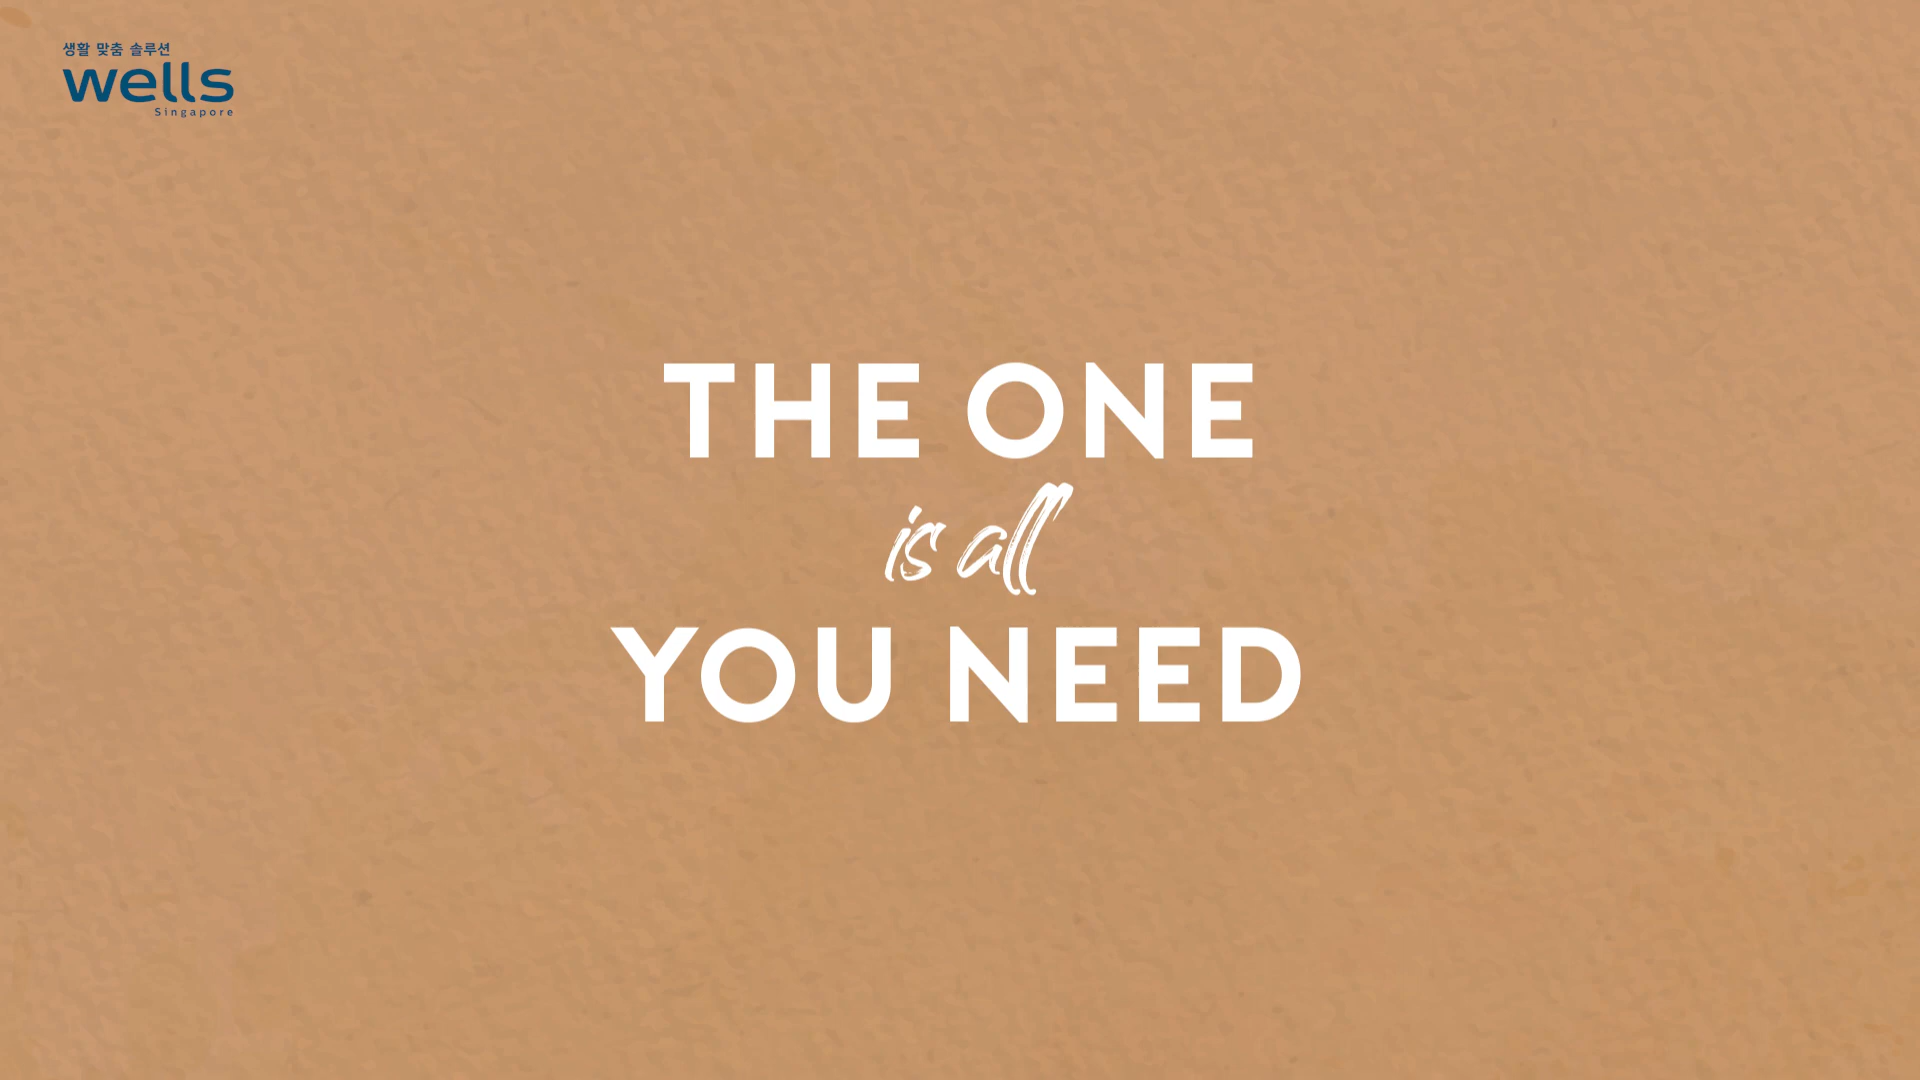 생활 맞춤 솔루션
wells
Singapore
THE ONE
is all
YOU NEED